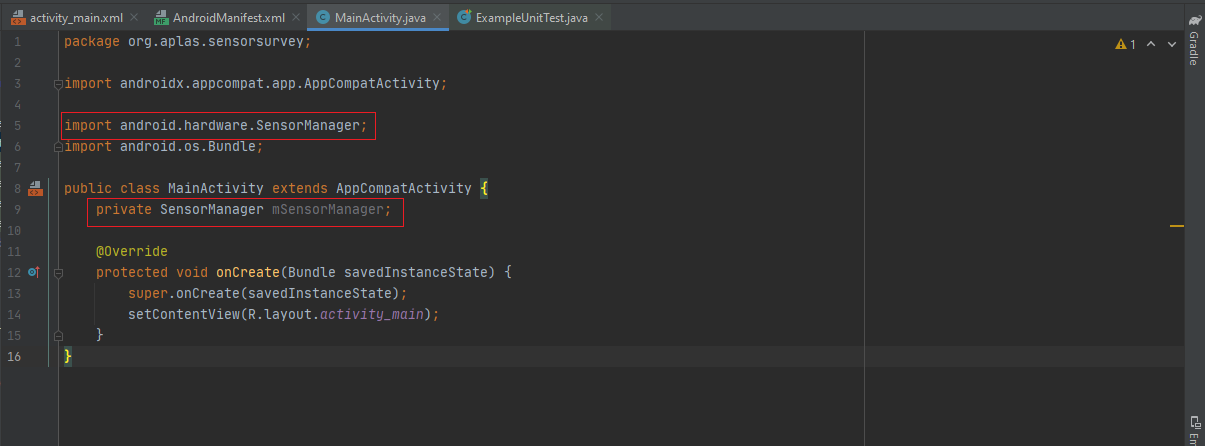 activity_main.xml AndroidManifest.xml MainActivity.java ExampleUnitTest.java
1 package org.aplas.sensorsurvey;
2
3 import androidx.appcompat.app.AppCompatActivity;
4
5 import android.hardware.SensorManager;
6 import android.os.Bundle;
7
8 public class MainActivity extends AppCompatActivity {
9 private SensorManager mSensorManager;
10
11 @Override
12 protected void onCreate(Bundle savedInstanceState) {
13 super.onCreate(savedInstanceState);
14 setContentView(R.layout.activity_main);
15 }
16 }
1
Gradle